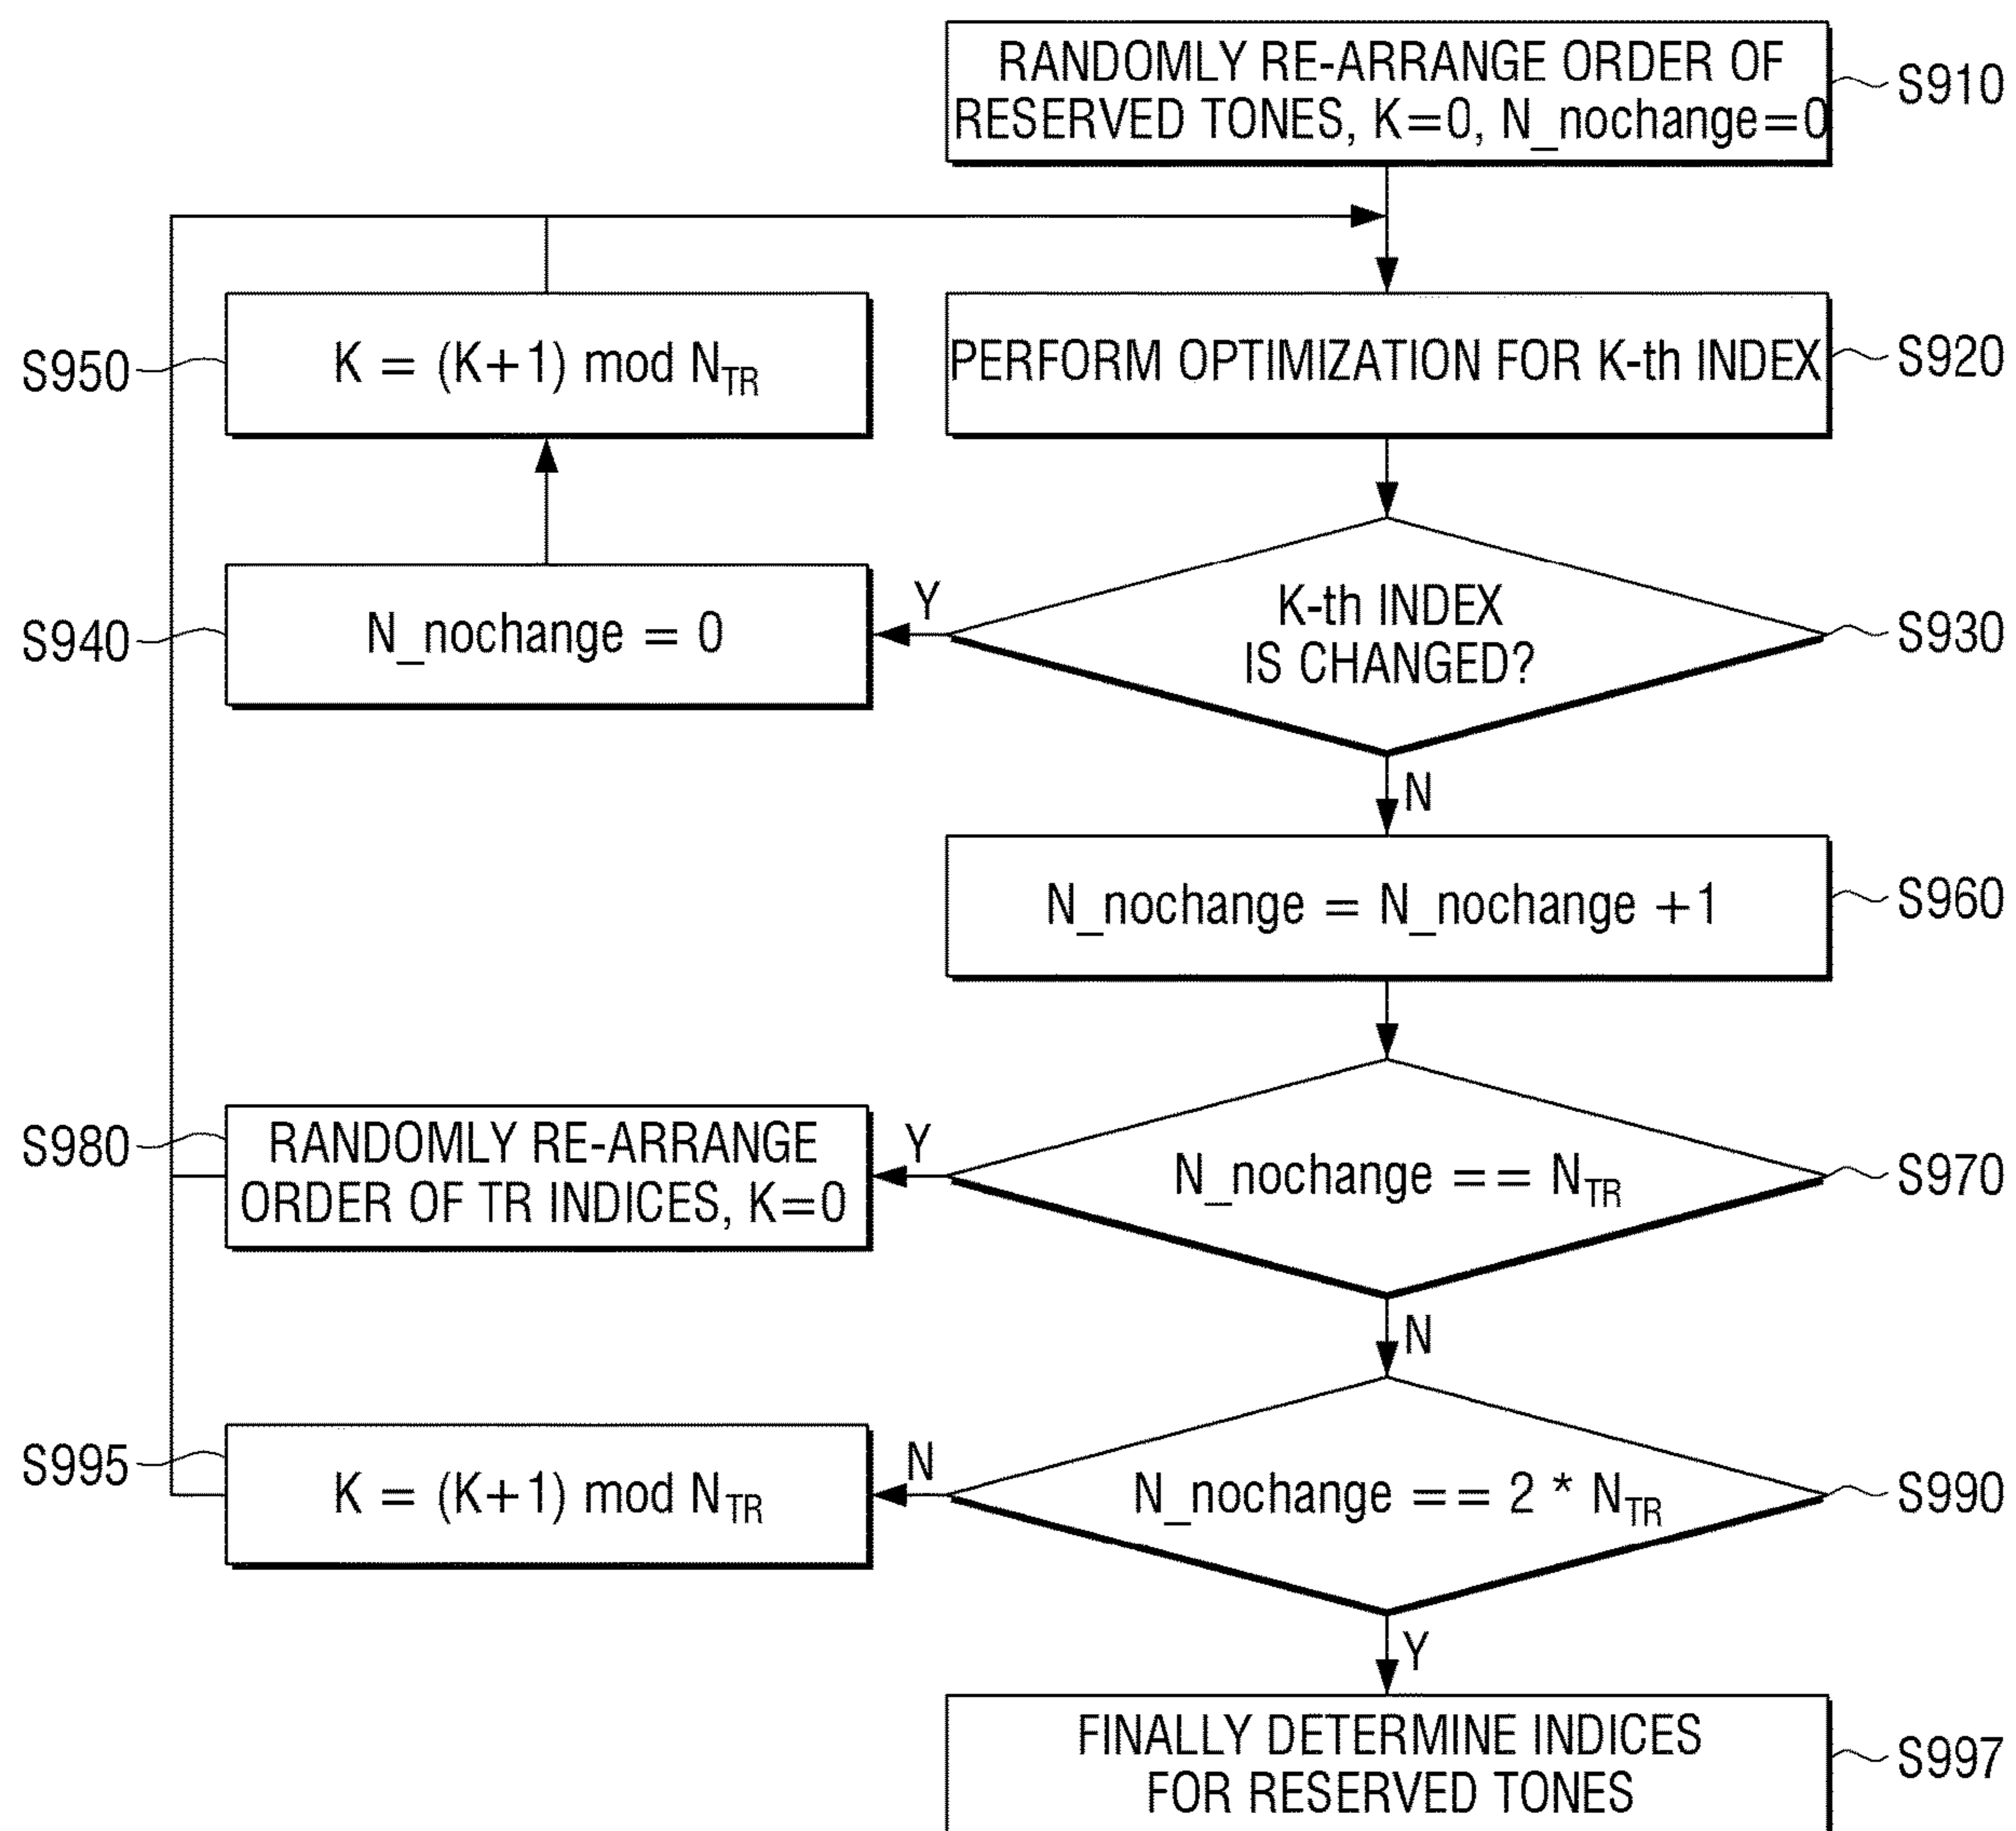 RANDOMLY RE-ARRANGE ORDER OF
RESERVED TONES, K=0, N_nochange=0
S910
S950
K = (K+1) mod NTR
PERFORM OPTIMIZATION FOR K-th INDEX
S920
S940
N_nochange = 0
Y
K-th INDEX
IS CHANGED?
S930
N
N_nochange = N_nochange +1
S960
S980
RANDOMLY RE-ARRANGE
ORDER OF TR INDICES, K=0
Y
N_nochange == NTR
S970
N
S995
K = (K+1) mod NTR
N
N_nochange == 2 * NTR
S990
Y
FINALLY DETERMINE INDICES
FOR RESERVED TONES
S997